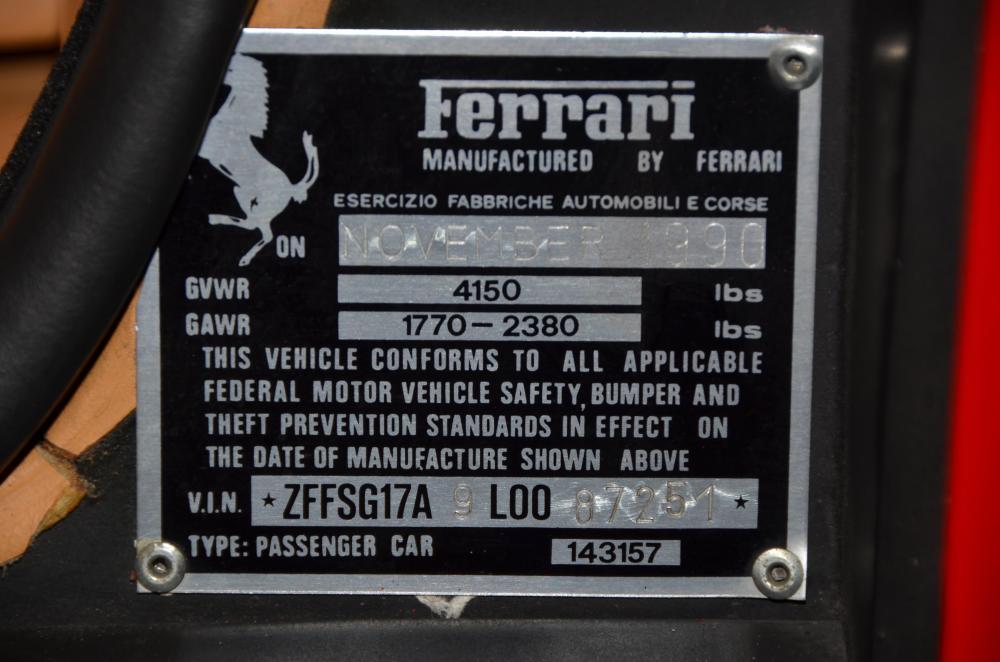 Ferrari
MANUFACTURED BY FERRARI
ESERCIZIO FABBRICHE AUTOMOBILI E CORSE
ON NOVEMBER 1990
GVWR 4150 lbs
GAWR 1770-2380 lbs
THIS VEHICLE CONFORMS TO ALL APPLICABLE
FEDERAL MOTOR VEHICLE SAFETY, BUMPER AND
THEFT PREVENTION STANDARDS IN EFFECT ON
THE DATE OF MANUFACTURE SHOWN ABOVE
V.I.N. ★ ZFFSG17A 9 L00 87251 ★
TYPE: PASSENGER CAR 143157